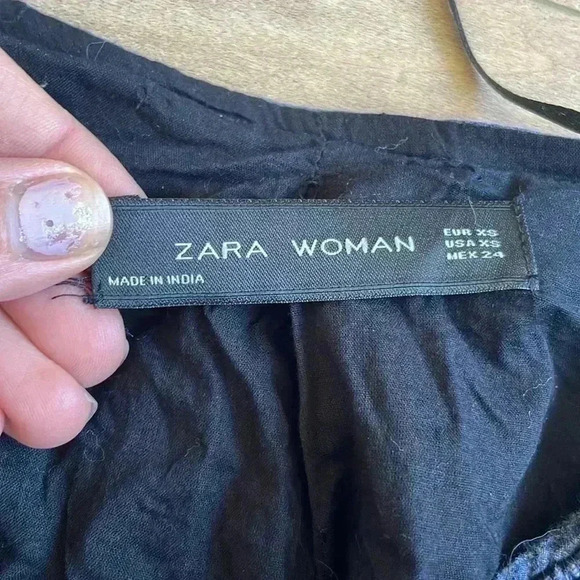 ZARA WOMAN
EUR XS
USA XS
MEX 24
MADE IN INDIA